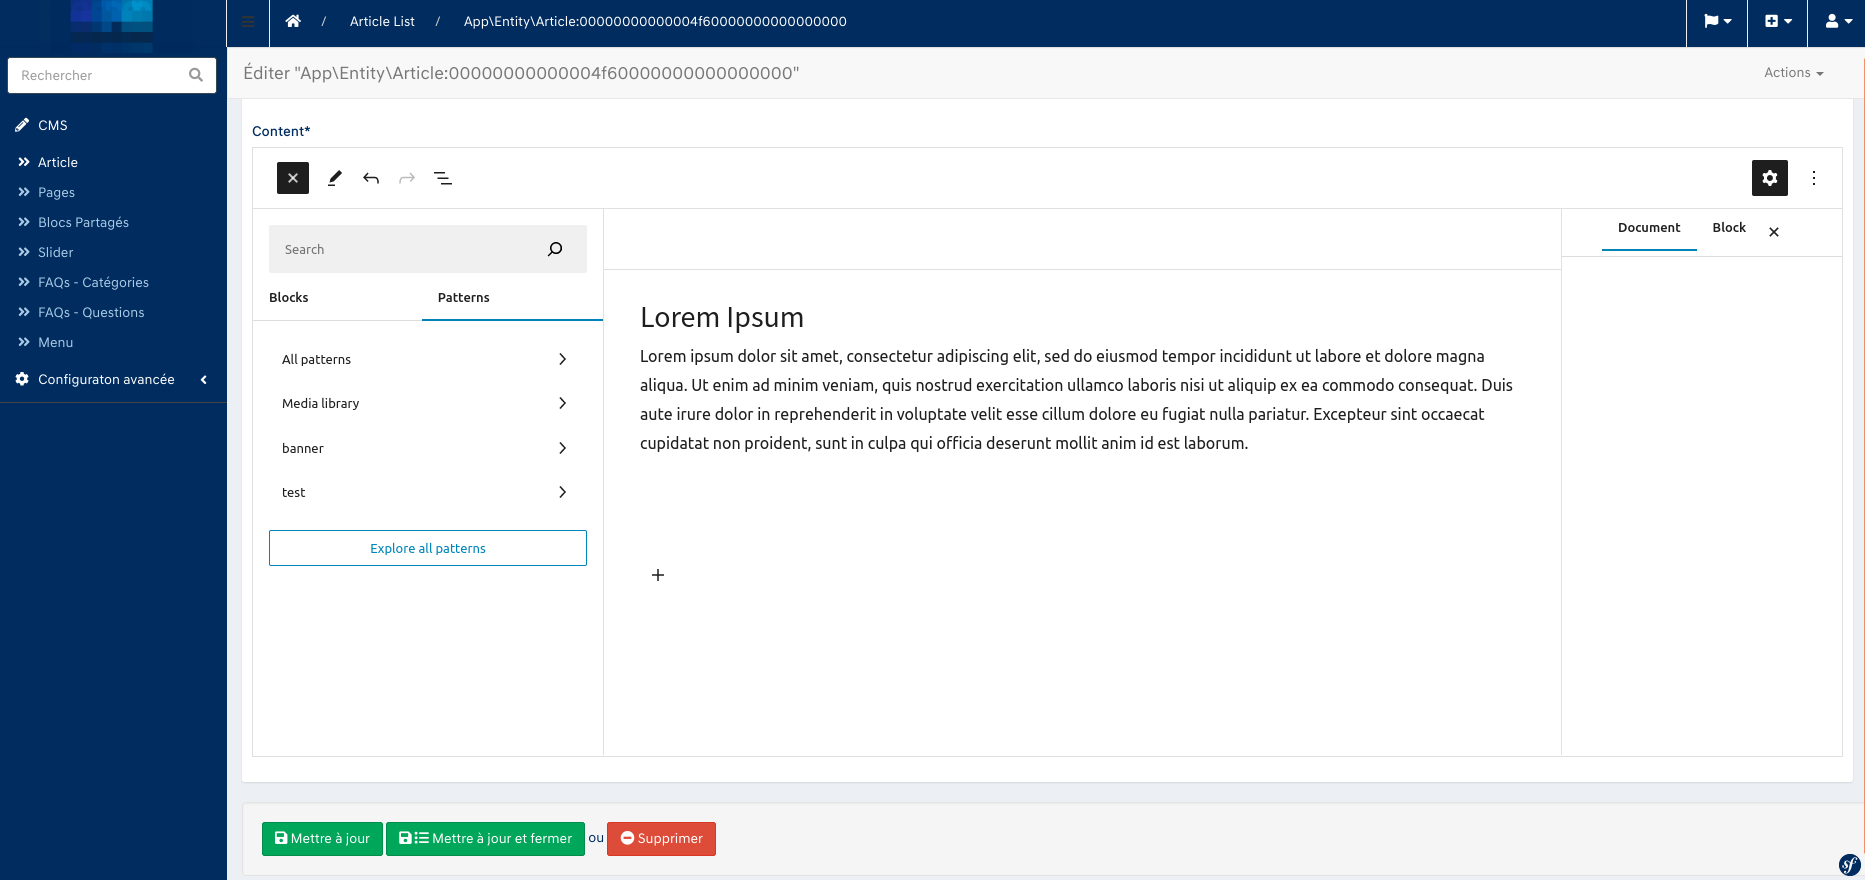 / Article List / App\Entity\Article:00000000000004f60000000000000000
Rechercher
Éditer "App\Entity\Article:00000000000004f60000000000000000"
Actions
CMS
Article
Pages
Blocs Partagés
Slider
FAQs - Catégories
FAQs - Questions
Menu
Configuraton avancée
Content*
Search
Blocks Patterns
All patterns
Media library
banner
test
Explore all patterns
Lorem Ipsum
Lorem ipsum dolor sit amet, consectetur adipiscing elit, sed do eiusmod tempor incididunt ut labore et dolore magna
aliqua. Ut enim ad minim veniam, quis nostrud exercitation ullamco laboris nisi ut aliquip ex ea commodo consequat. Duis
aute irure dolor in reprehenderit in voluptate velit esse cillum dolore eu fugiat nulla pariatur. Excepteur sint occaecat
cupidatat non proident, sunt in culpa qui officia deserunt mollit anim id est laborum.
Document Block
Mettre à jour Mettre à jour et fermer ou Supprimer
sf